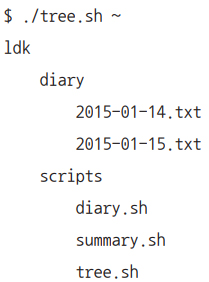 $ ./tree.sh ~
ldk
    diary
        2015-01-14.txt
        2015-01-15.txt
    scripts
        diary.sh
        summary.sh
        tree.sh